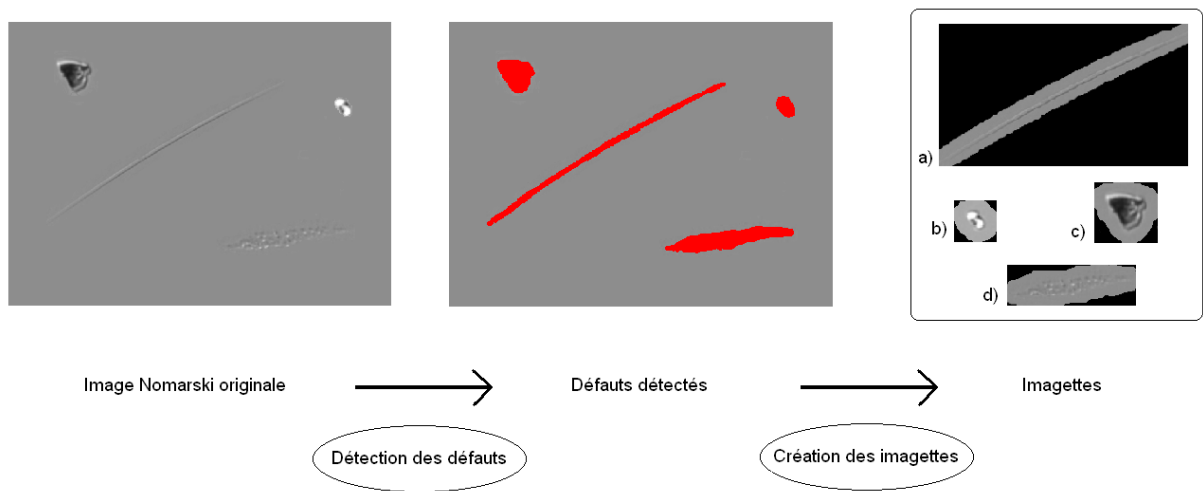 a)
b)
c)
d)
Image Nomarski originale
Défauts détectés
Imagettes
Détection des défauts
Création des imagettes